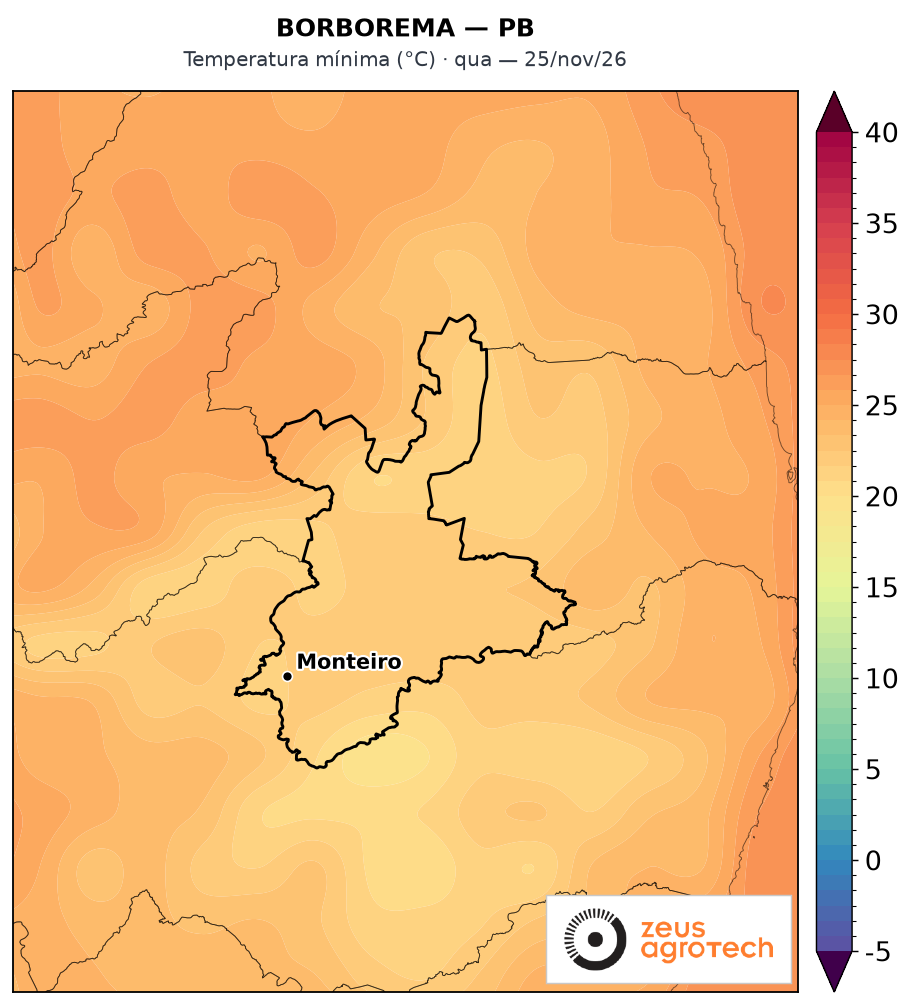 BORBOREMA — PB
Temperatura mínima (°C) · qua — 25/nov/26
40
35
30
25
20
15
10
5
0
-5
Monteiro
zeus
agrotech